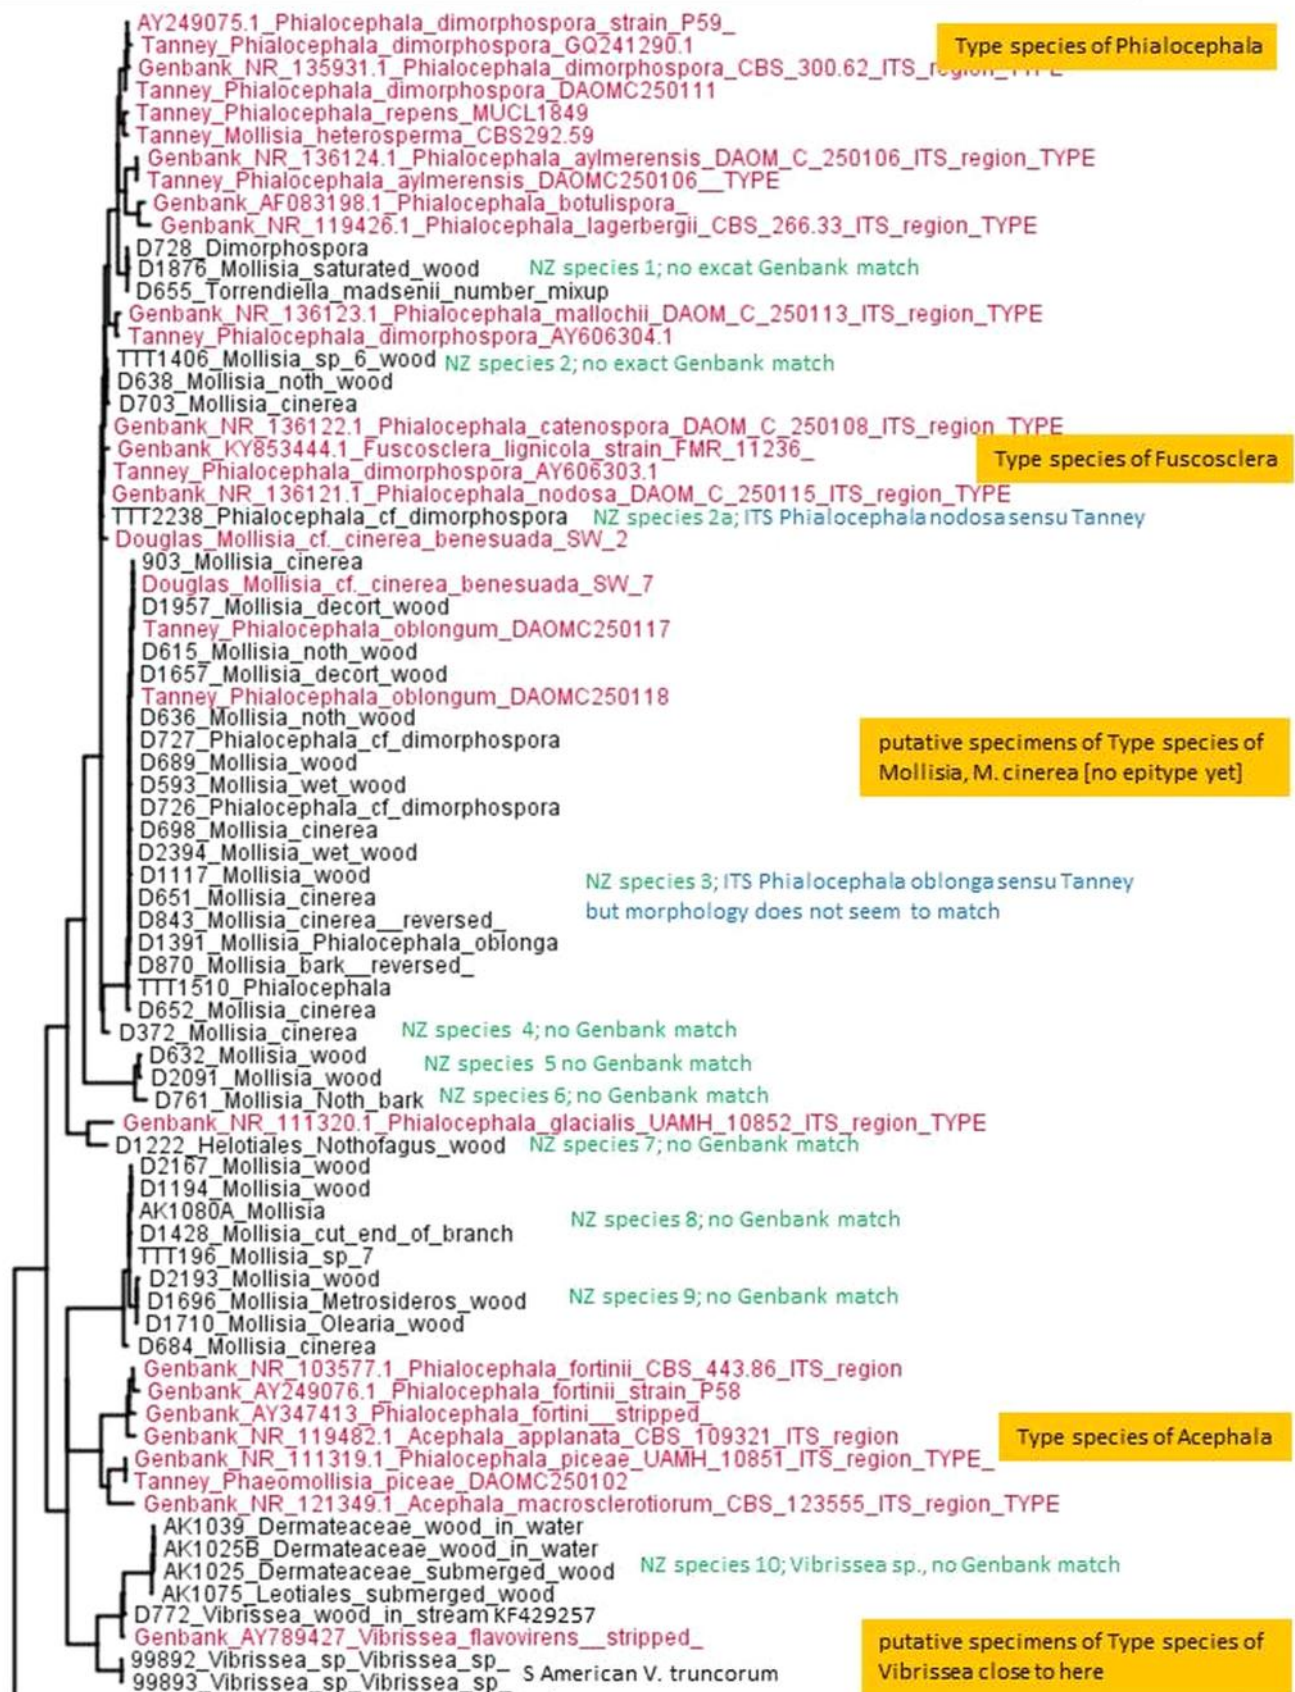 AY249075.1_Phialocephala_dimorphospora_strain_P59_
Tanney_Phialocephala_dimorphospora_GQ241290.1
Type species of Phialocephala
Genbank_NR_135931.1_Phialocephala_dimorphospora_CBS_300.62_ITS_region_TYPE
Tanney_Phialocephala_dimorphospora_DAOMC250111
Tanney_Phialocephala_repens_MUCL1849
Tanney_Mollisia_heterosperma_CBS292.59
Genbank_NR_136124.1_Phialocephala_aylmerensis_DAOM_C_250106_ITS_region_TYPE
Tanney_Phialocephala_aylmerensis_DAOMC250106__TYPE
Genbank_AF083198.1_Phialocephala_botulispora_
Genbank_NR_119426.1_Phialocephala_lagerbergii_CBS_266.33_ITS_region_TYPE
D728_Dimorphospora
D1876_Mollisia_saturated_wood NZ species 1; no excat Genbank match
D655_Torrendiella_madsenii_number_mixup
Genbank_NR_136123.1_Phialocephala_mallochii_DAOM_C_250113_ITS_region_TYPE
Tanney_Phialocephala_dimorphospora_AY606304.1
TTT1406_Mollisia_sp_6_wood NZ species 2; no exact Genbank match
D638_Mollisia_noth_wood
D703_Mollisia_cinerea
Genbank_NR_136122.1_Phialocephala_catenospora_DAOM_C_250108_ITS_region_TYPE
Genbank_KY853444.1_Fuscosclera_lignicola_strain_FMR_11236_
Type species of Fuscosclera
Tanney_Phialocephala_dimorphospora_AY606303.1
Genbank_NR_136121.1_Phialocephala_nodosa_DAOM_C_250115_ITS_region_TYPE
TTT2238_Phialocephala_cf_dimorphospora NZ species 2a; ITS Phialocephala nodosa sensu Tanney
Douglas_Mollisia_cf._cinerea_benesuada_SW_2
903_Mollisia_cinerea
Douglas_Mollisia_cf._cinerea_benesuada_SW_7
D1957_Mollisia_decort_wood
Tanney_Phialocephala_oblongum_DAOMC250117
D615_Mollisia_noth_wood
D1657_Mollisia_decort_wood
Tanney_Phialocephala_oblongum_DAOMC250118
D636_Mollisia_noth_wood
D727_Phialocephala_cf_dimorphospora
putative specimens of Type species of
Mollisia, M. cinerea [no epitype yet]
D689_Mollisia_wood
D593_Mollisia_wet_wood
D726_Phialocephala_cf_dimorphospora
D698_Mollisia_cinerea
D2394_Mollisia_wet_wood
D1117_Mollisia_wood
NZ species 3; ITS Phialocephala oblonga sensu Tanney
but morphology does not seem to match
D651_Mollisia_cinerea
D843_Mollisia_cinerea__reversed_
D1391_Mollisia_Phialocephala_oblonga
D870_Mollisia_bark__reversed_
TTT1510_Phialocephala
D652_Mollisia_cinerea
D372_Mollisia_cinerea NZ species 4; no Genbank match
D632_Mollisia_wood
NZ species 5 no Genbank match
D2091_Mollisia_wood
D761_Mollisia_Noth_bark NZ species 6; no Genbank match
Genbank_NR_111320.1_Phialocephala_glacialis_UAMH_10852_ITS_region_TYPE
D1222_Helotiales_Nothofagus_wood NZ species 7; no Genbank match
D2167_Mollisia_wood
D1194_Mollisia_wood
AK1080A_Mollisia
NZ species 8; no Genbank match
D1428_Mollisia_cut_end_of_branch
TTT196_Mollisia_sp_7
D2193_Mollisia_wood
D1696_Mollisia_Metrosideros_wood NZ species 9; no Genbank match
D1710_Mollisia_Olearia_wood
D684_Mollisia_cinerea
Genbank_NR_103577.1_Phialocephala_fortinii_CBS_443.86_ITS_region
Genbank_AY249076.1_Phialocephala_fortinii_strain_P58
Genbank_AY347413_Phialocephala_fortini__stripped_
Genbank_NR_119482.1_Acephala_applanata_CBS_109321_ITS_region
Type species of Acephala
Genbank_NR_111319.1_Phialocephala_piceae_UAMH_10851_ITS_region_TYPE_
Tanney_Phaeomollisia_piceae_DAOMC250102
Genbank_NR_121349.1_Acephala_macrosclerotiorum_CBS_123555_ITS_region_TYPE
AK1039_Dermateaceae_wood_in_water
AK1025B_Dermateaceae_wood_in_water
AK1025_Dermateaceae_submerged_wood NZ species 10; Vibrissea sp., no Genbank match
AK1075_Leotiales_submerged_wood
D772_Vibrissea_wood_in_stream KF429257
Genbank_AY789427_Vibrissea_flavovirens__stripped_
putative specimens of Type species of
Vibrissea close to here
99892_Vibrissea_sp_Vibrissea_sp_
S American V. truncorum
99893_Vibrissea_sp_Vibrissea_sp_